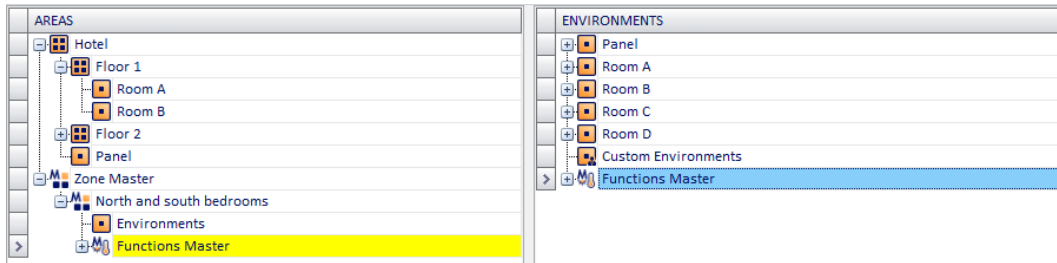 AREAS
Hotel
Floor 1
Room A
Room B
Floor 2
Panel
Zone Master
North and south bedrooms
Environments
Functions Master
ENVIRONMENTS
Panel
Room A
Room B
Room C
Room D
Custom Environments
Functions Master